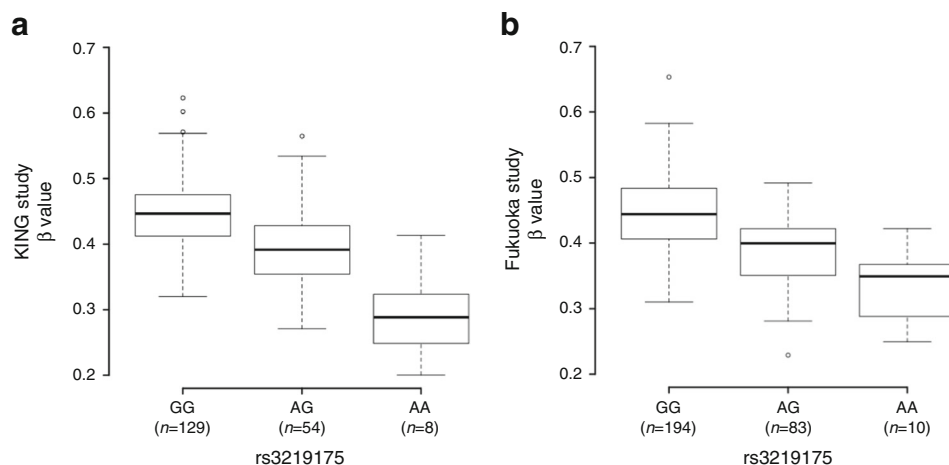 a
KING study
β value
0.7
0.6
0.5
0.4
0.3
0.2
GG AG AA
(n=129) (n=54) (n=8)
rs3219175
b
Fukuoka study
β value
0.7
0.6
0.5
0.4
0.3
0.2
GG AG AA
(n=194) (n=83) (n=10)
rs3219175